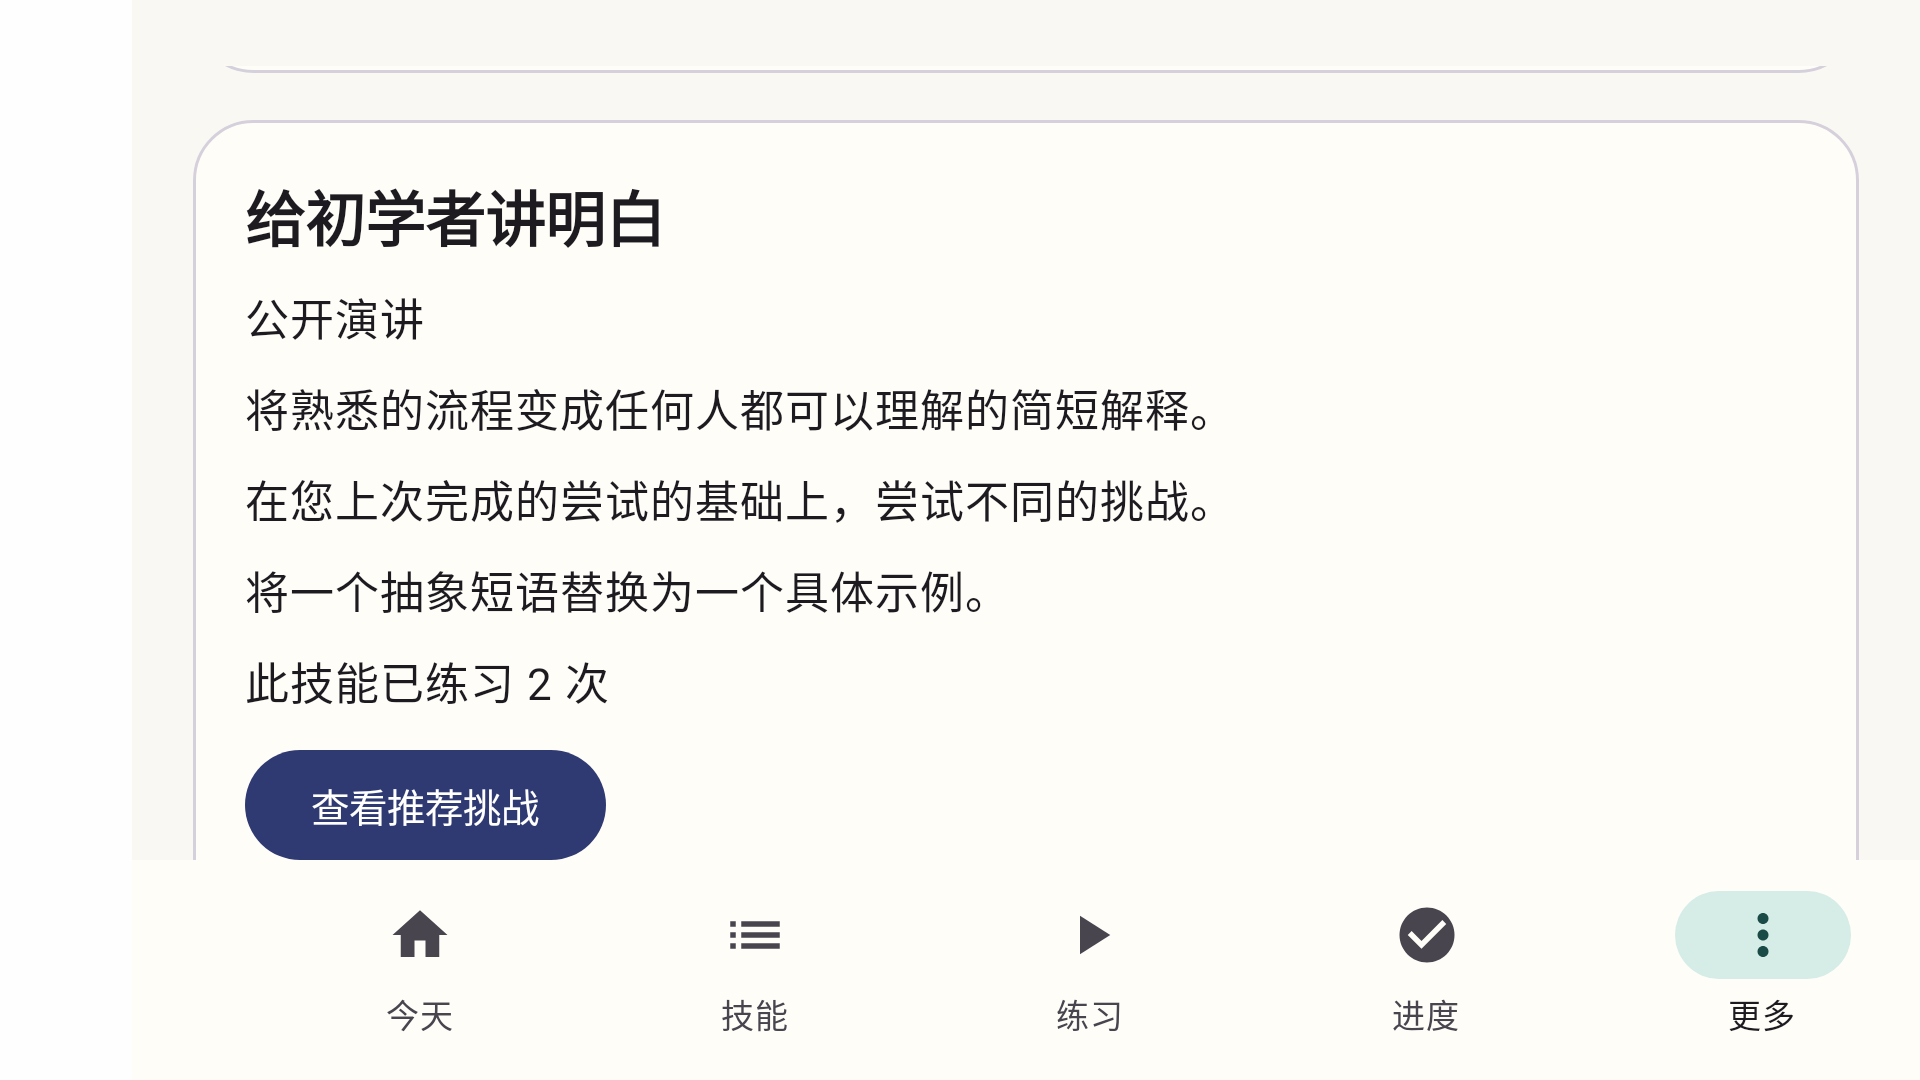 给初学者讲明白
公开演讲
将熟悉的流程变成任何人都可以理解的简短解释。
在您上次完成的尝试的基础上，尝试不同的挑战。
将一个抽象短语替换为一个具体示例。
此技能已练习 2 次
查看推荐挑战
今天
技能
练习
进度
更多